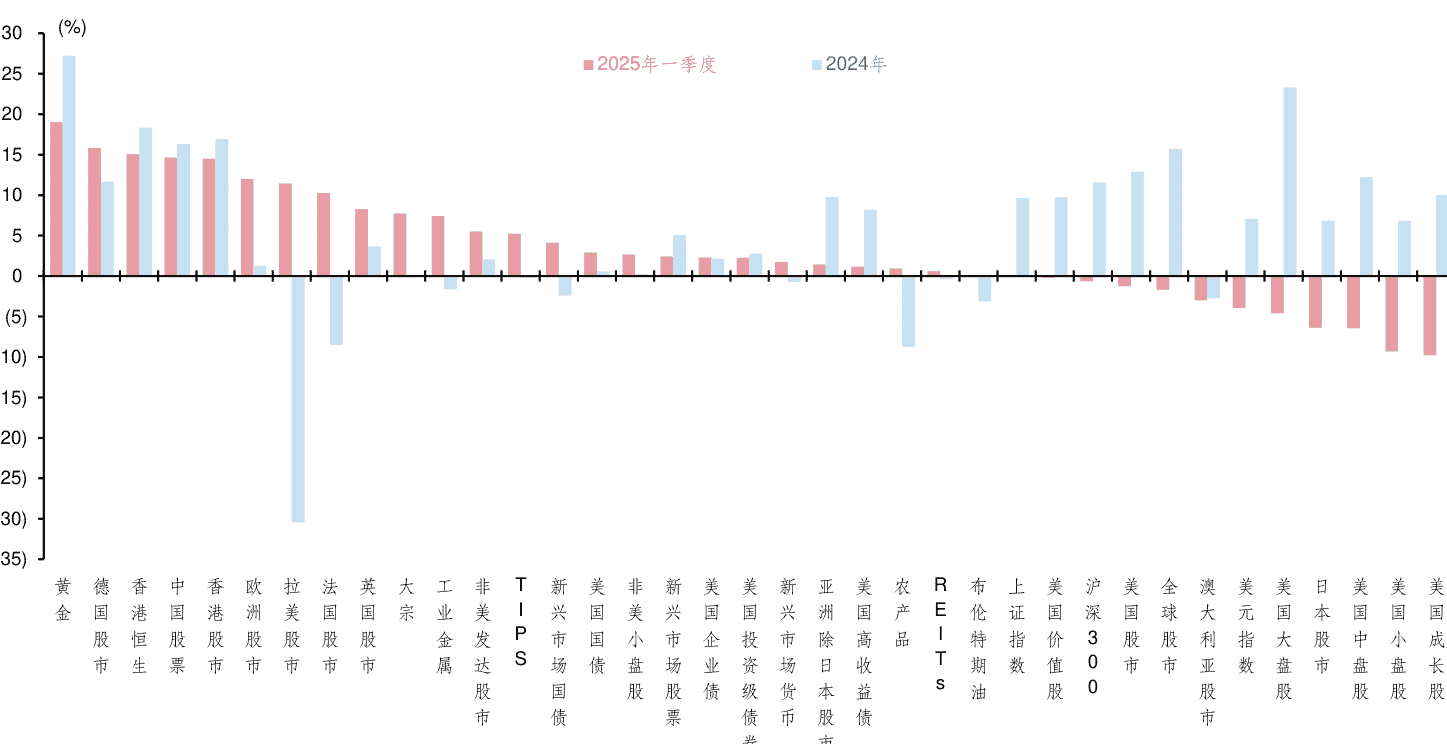 (%)
2025年一季度
2024年
30
25
20
15
10
5
0
(5)
10)
15)
20)
25)
30)
35)
黄金
德国股市
香港恒生
中国股票
香港股市
欧洲股市
拉美股市
法国股市
英国股市
大宗
工业金属
非美发达股市
TIPS
新兴市场国债
美国国债
非美小盘股
新兴市场股票
美国企业债
美国投资级债券
新兴市场货币
亚洲除日本股市
美国高收益债
农产品
REITs
布伦特期油
上证指数
美国价值股
沪深300
美国股市
全球股市
澳大利亚股市
美元指数
美国大盘股
日本股市
美国中盘股
美国小盘股
美国成长股